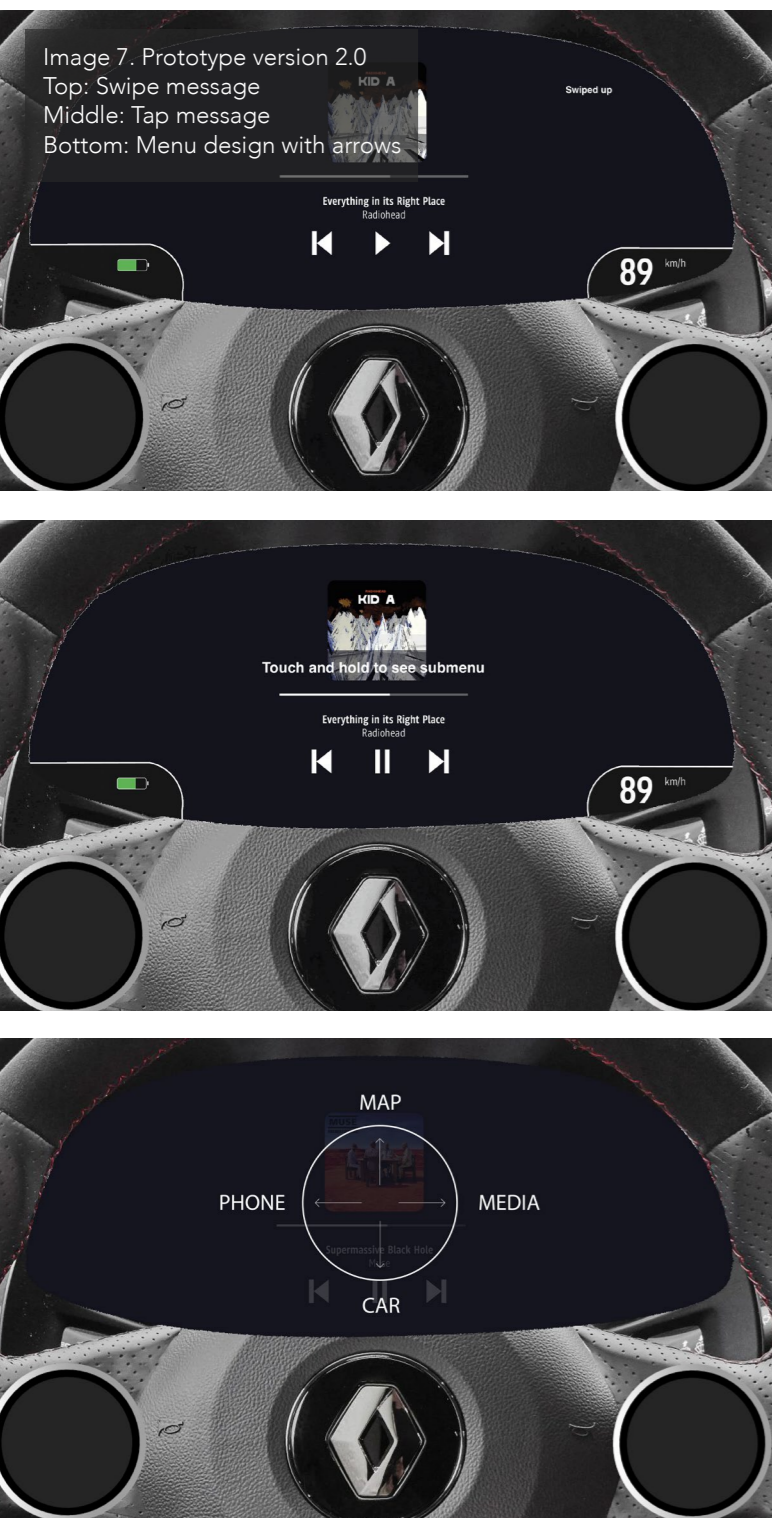 Image 7. Prototype version 2.0
Top: Swipe message
Middle: Tap message
Bottom: Menu design with arrows
KID A
Swiped up
Everything in its Right Place
Radiohead
89 km/h
KID A
Touch and hold to see submenu
Everything in its Right Place
Radiohead
89 km/h
MAP
MUSE
PHONE
MEDIA
Supermassive Black Hole
Muse
CAR